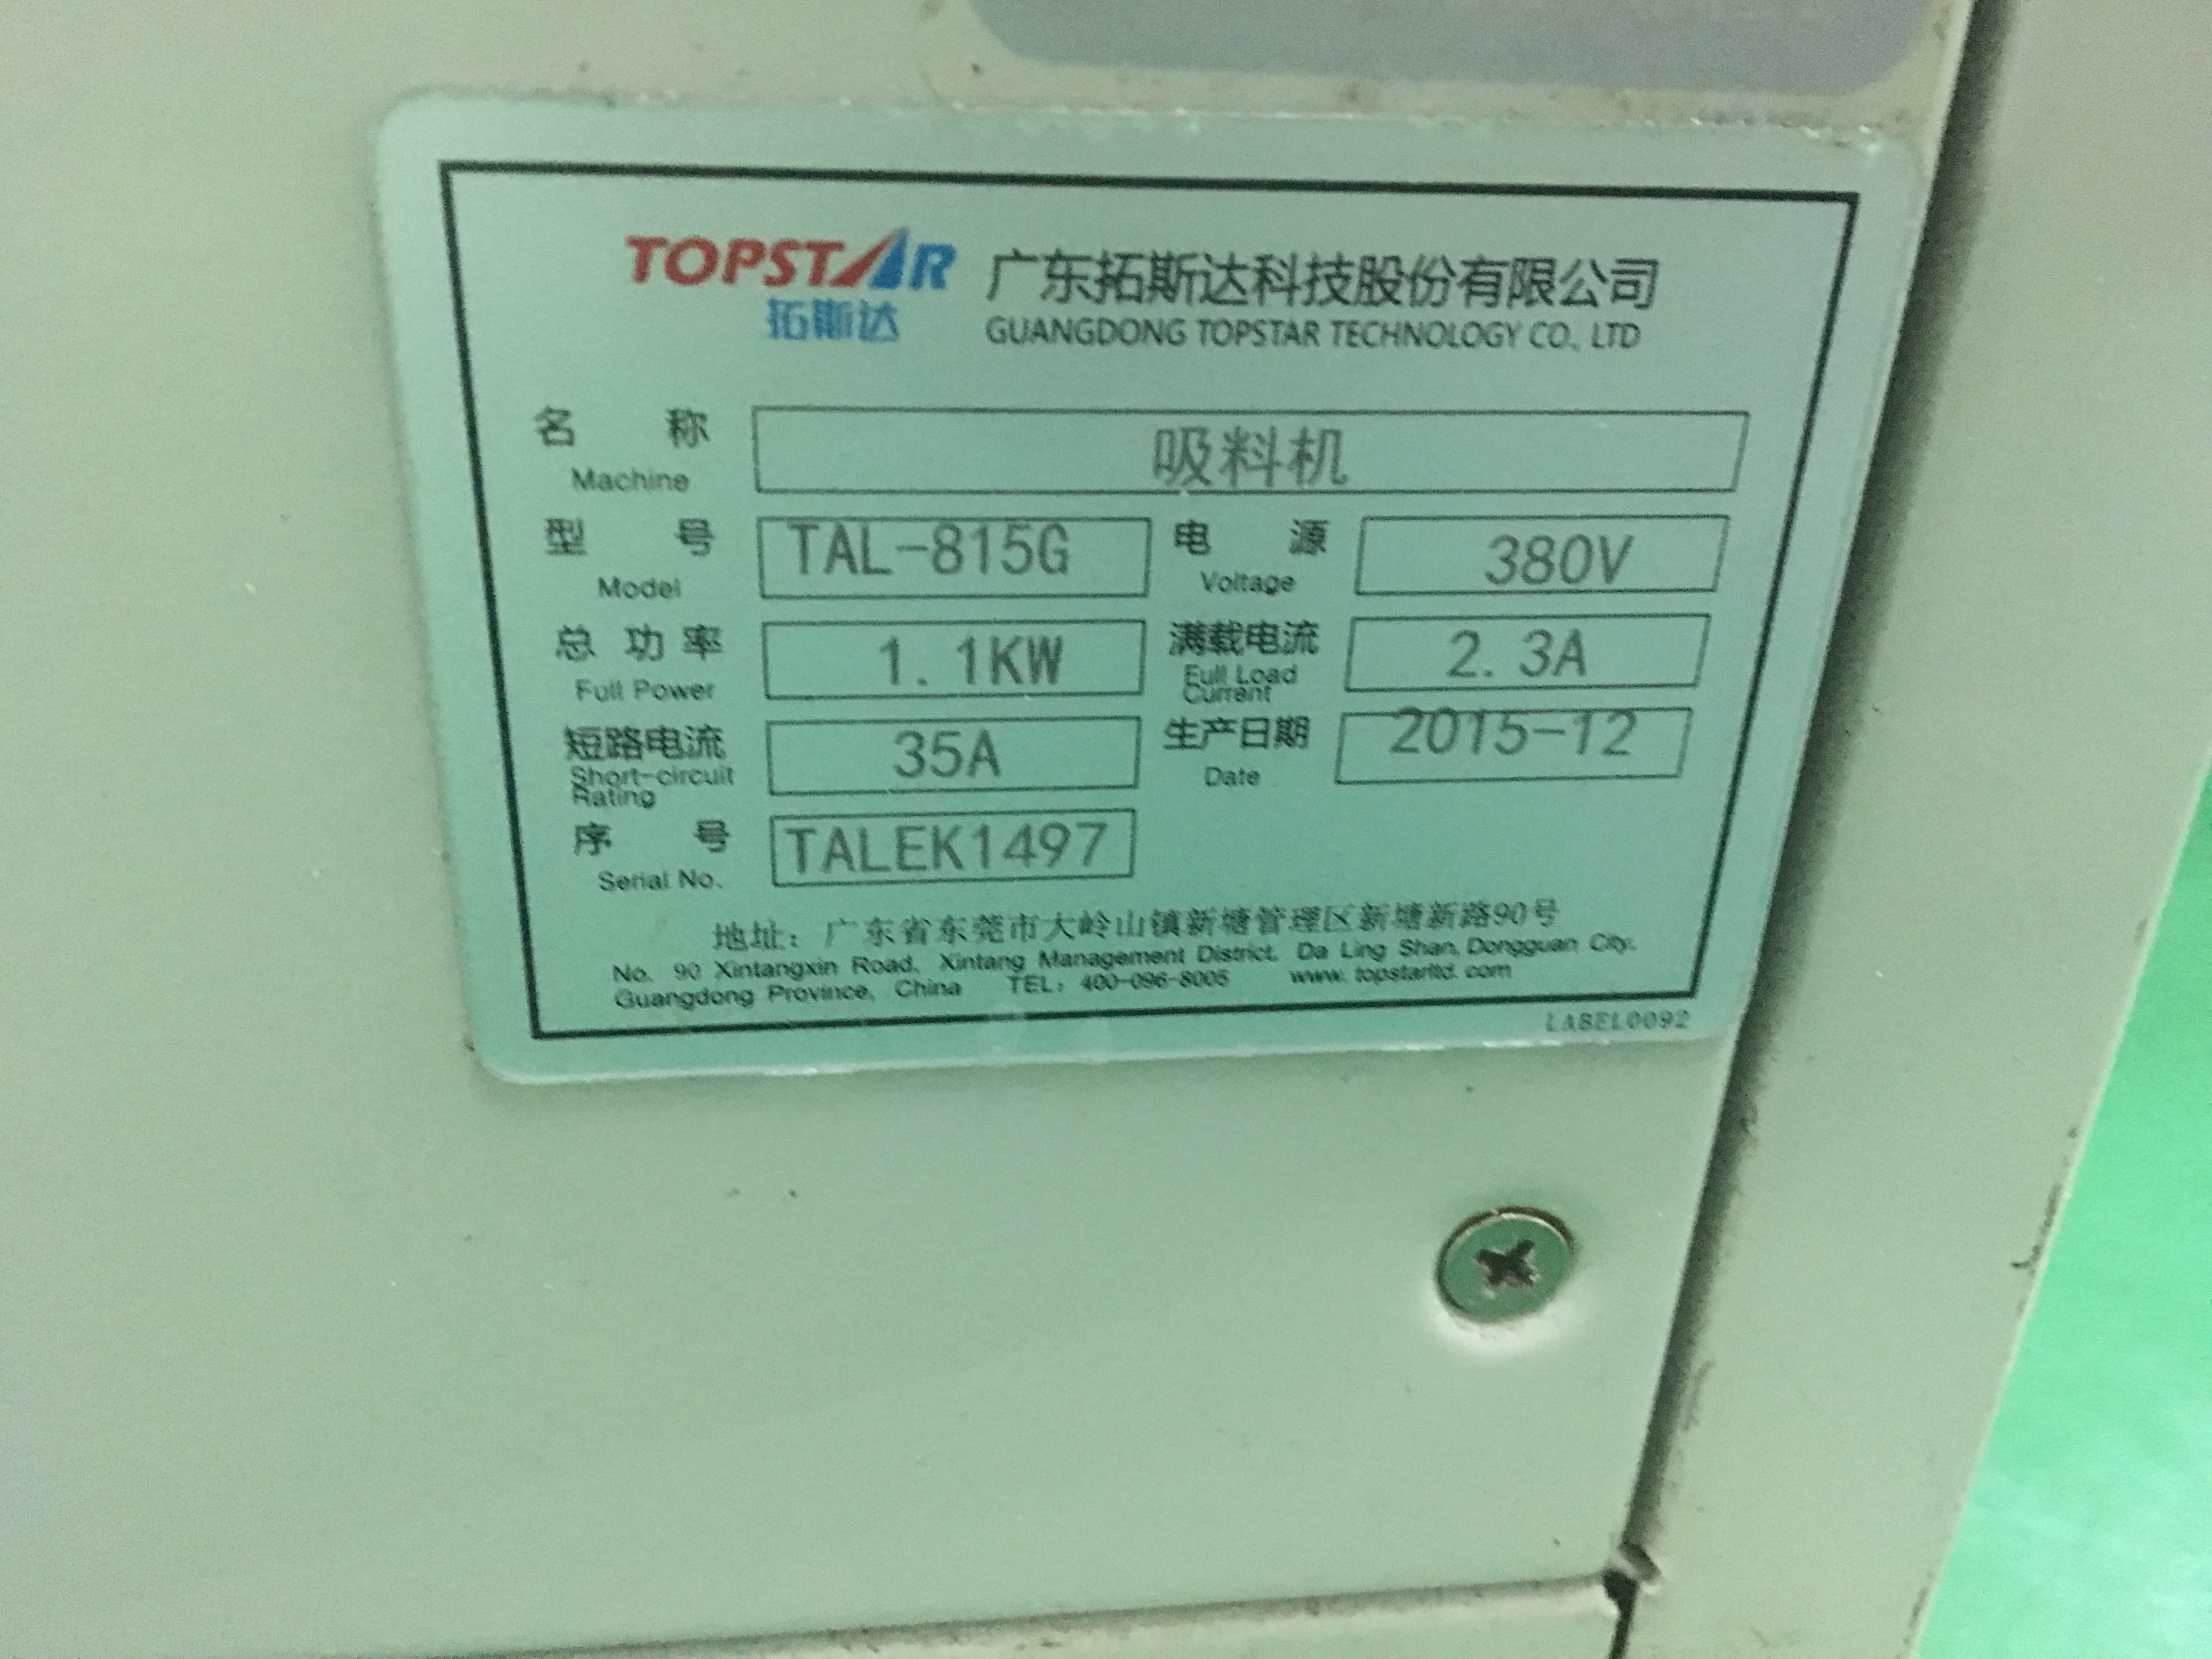 TOPSTAR 广东拓斯达科技股份有限公司
拓斯达 GUANGDONG TOPSTAR TECHNOLOGY CO., LTD
名称 吸料机
Machine
型号 TAL-815G 电源 380V
Model Voltage
总功率 1.1KW 满载电流 2.3A
Full Power Full Load
Current
短路电流 35A 生产日期 2015-12
Short-circuit Date
Rating
序号 TALEK1497
Serial No.
地址：广东省东莞市大岭山镇新塘管理区新塘新路90号
No. 90 Xintangxin Road, Xintang Management District, Da Ling Shan, Dongguan City,
Guangdong Province, China TEL: 400-096-8005 www.topstarltd.com
LABEL0092